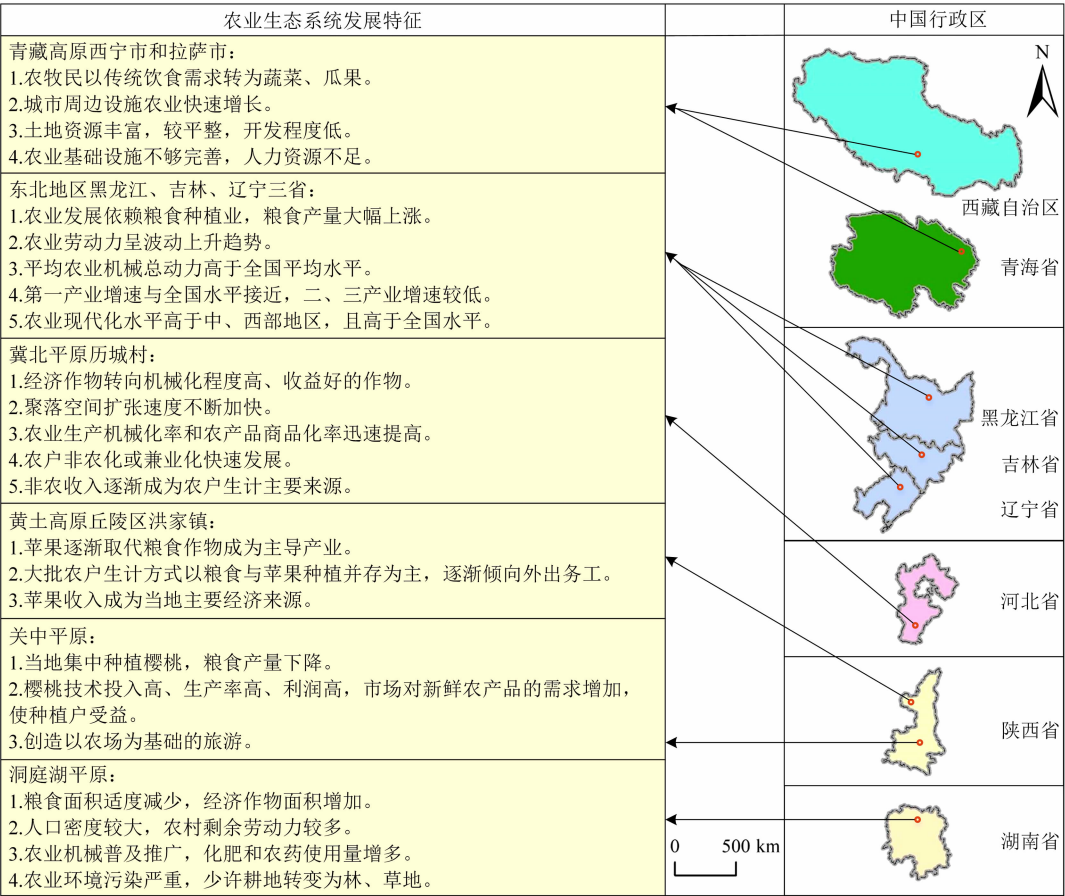 农业生态系统发展特征
中国行政区
青藏高原西宁市和拉萨市：
1.农牧民以传统饮食需求转为蔬菜、瓜果。
2.城市周边设施农业快速增长。
3.土地资源丰富，较平整，开发程度低。
4.农业基础设施不够完善，人力资源不足。
东北地区黑龙江、吉林、辽宁三省：
1.农业发展依赖粮食种植业，粮食产量大幅上涨。
2.农业劳动力呈波动上升趋势。
3.平均农业机械总动力高于全国平均水平。
4.第一产业增速与全国水平接近，二、三产业增速较低。
5.农业现代化水平高于中、西部地区，且高于全国水平。
冀北平原历城村：
1.经济作物转向机械化程度高、收益好的作物。
2.聚落空间扩张速度不断加快。
3.农业生产机械化率和农产品商品化率迅速提高。
4.农户非农化或兼业化快速发展。
5.非农收入逐渐成为农户生计主要来源。
黄土高原丘陵区洪家镇：
1.苹果逐渐取代粮食作物成为主导产业。
2.大批农户生计方式以粮食与苹果种植并存为主，逐渐倾向外出务工。
3.苹果收入成为当地主要经济来源。
关中平原：
1.当地集中种植樱桃，粮食产量下降。
2.樱桃技术投入高、生产率高、利润高，市场对新鲜农产品的需求增加，
使种植户受益。
3.创造以农场为基础的旅游。
洞庭湖平原：
1.粮食面积适度减少，经济作物面积增加。
2.人口密度较大，农村剩余劳动力较多。
3.农业机械普及推广，化肥和农药使用量增多。
4.农业环境污染严重，少许耕地转变为林、草地。
N
西藏自治区
青海省
黑龙江省
吉林省
辽宁省
河北省
陕西省
湖南省
0 500 km